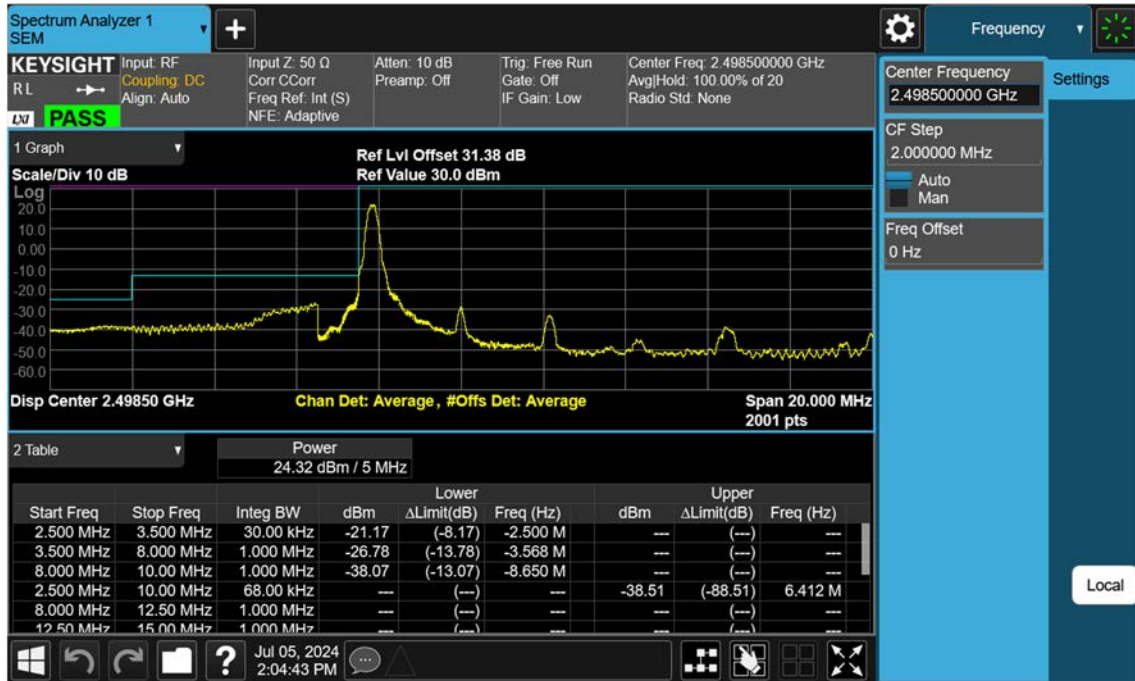 Spectrum Analyzer 1
SEM
Frequency
KEYSIGHT
RL
LXI PASS
Input: RF
Coupling: DC
Align: Auto
Input Z: 50 Ω
Corr CCorr
Freq Ref: Int (S)
NFE: Adaptive
Atten: 10 dB
Preamp: Off
Trig: Free Run
Gate: Off
IF Gain: Low
Center Freq: 2.498500000 GHz
Avg|Hold: 100.00% of 20
Radio Std: None
Center Frequency
2.498500000 GHz
Settings
CF Step
2.000000 MHz
Auto
Man
Freq Offset
0 Hz
Local
1 Graph
Scale/Div 10 dB
Ref Lvl Offset 31.38 dB
Ref Value 30.0 dBm
Log
20.0
10.0
0.00
-10.0
-20.0
-30.0
-40.0
-50.0
-60.0
Disp Center 2.49850 GHz
Chan Det: Average, #Offs Det: Average
Span 20.000 MHz
2001 pts
2 Table
Power
24.32 dBm / 5 MHz
Lower Upper
Start Freq Stop Freq Integ BW dBm ΔLimit(dB) Freq (Hz) dBm ΔLimit(dB) Freq (Hz)
2.500 MHz 3.500 MHz 30.00 kHz -21.17 (-8.17) -2.500 M --- (---) ---
3.500 MHz 8.000 MHz 1.000 MHz -26.78 (-13.78) -3.568 M --- (---) ---
8.000 MHz 10.00 MHz 1.000 MHz -38.07 (-13.07) -8.650 M --- (---) ---
2.500 MHz 10.00 MHz 68.00 kHz --- (---) --- -38.51 (-88.51) 6.412 M
8.000 MHz 12.50 MHz 1.000 MHz --- (---) --- --- (---) ---
12.50 MHz 15.00 MHz 1.000 MHz --- (---) --- --- (---) ---
?
Jul 05, 2024
2:04:43 PM